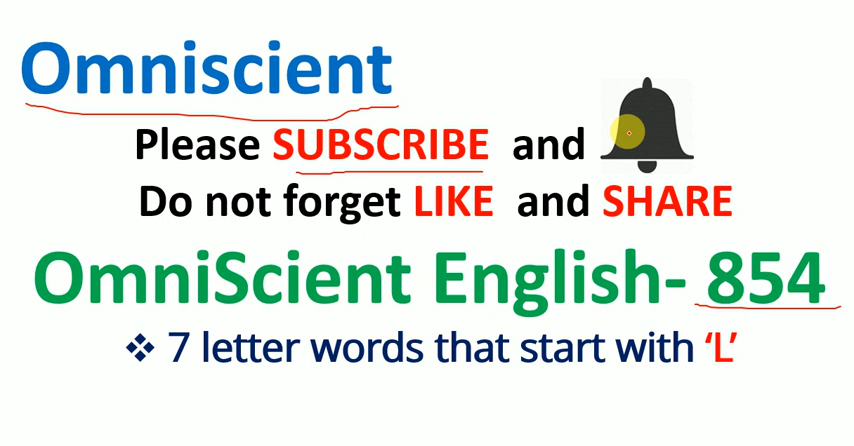 Omniscient
Please SUBSCRIBE and
Do not forget LIKE and SHARE
OmniScient English- 854
❖ 7 letter words that start with ‘L’